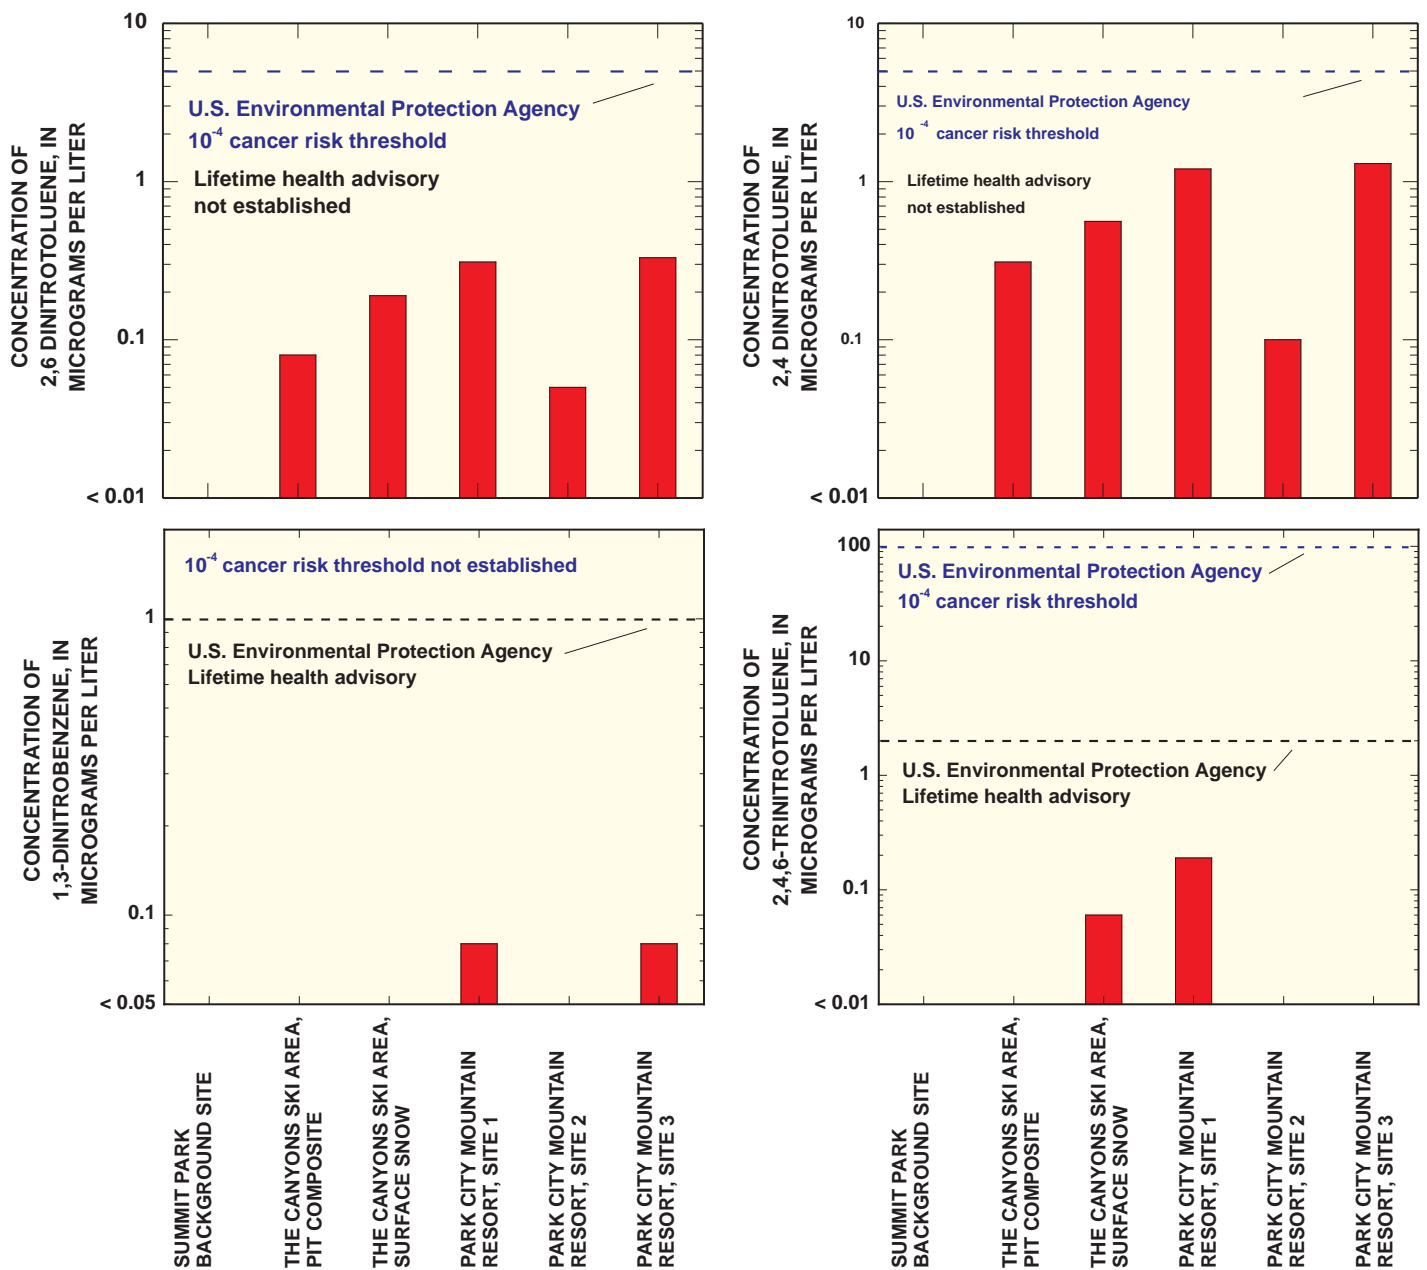 CONCENTRATION OF
2,6 DINITROTOLUENE, IN
MICROGRAMS PER LITER
10
1
0.1
< 0.01
U.S. Environmental Protection Agency
10-4 cancer risk threshold
Lifetime health advisory
not established
CONCENTRATION OF
2,4 DINITROTOLUENE, IN
MICROGRAMS PER LITER
10
1
0.1
< 0.01
U.S. Environmental Protection Agency
10 -4 cancer risk threshold
Lifetime health advisory
not established
CONCENTRATION OF
1,3-DINITROBENZENE, IN
MICROGRAMS PER LITER
1
0.1
< 0.05
10-4 cancer risk threshold not established
U.S. Environmental Protection Agency
Lifetime health advisory
CONCENTRATION OF
2,4,6-TRINITROTOLUENE, IN
MICROGRAMS PER LITER
100
10
1
0.1
< 0.01
U.S. Environmental Protection Agency
10-4 cancer risk threshold
U.S. Environmental Protection Agency
Lifetime health advisory
SUMMIT PARK
BACKGROUND SITE
THE CANYONS SKI AREA,
PIT COMPOSITE
THE CANYONS SKI AREA,
SURFACE SNOW
PARK CITY MOUNTAIN
RESORT, SITE 1
PARK CITY MOUNTAIN
RESORT, SITE 2
PARK CITY MOUNTAIN
RESORT, SITE 3
SUMMIT PARK
BACKGROUND SITE
THE CANYONS SKI AREA,
PIT COMPOSITE
THE CANYONS SKI AREA,
SURFACE SNOW
PARK CITY MOUNTAIN
RESORT, SITE 1
PARK CITY MOUNTAIN
RESORT, SITE 2
PARK CITY MOUNTAIN
RESORT, SITE 3